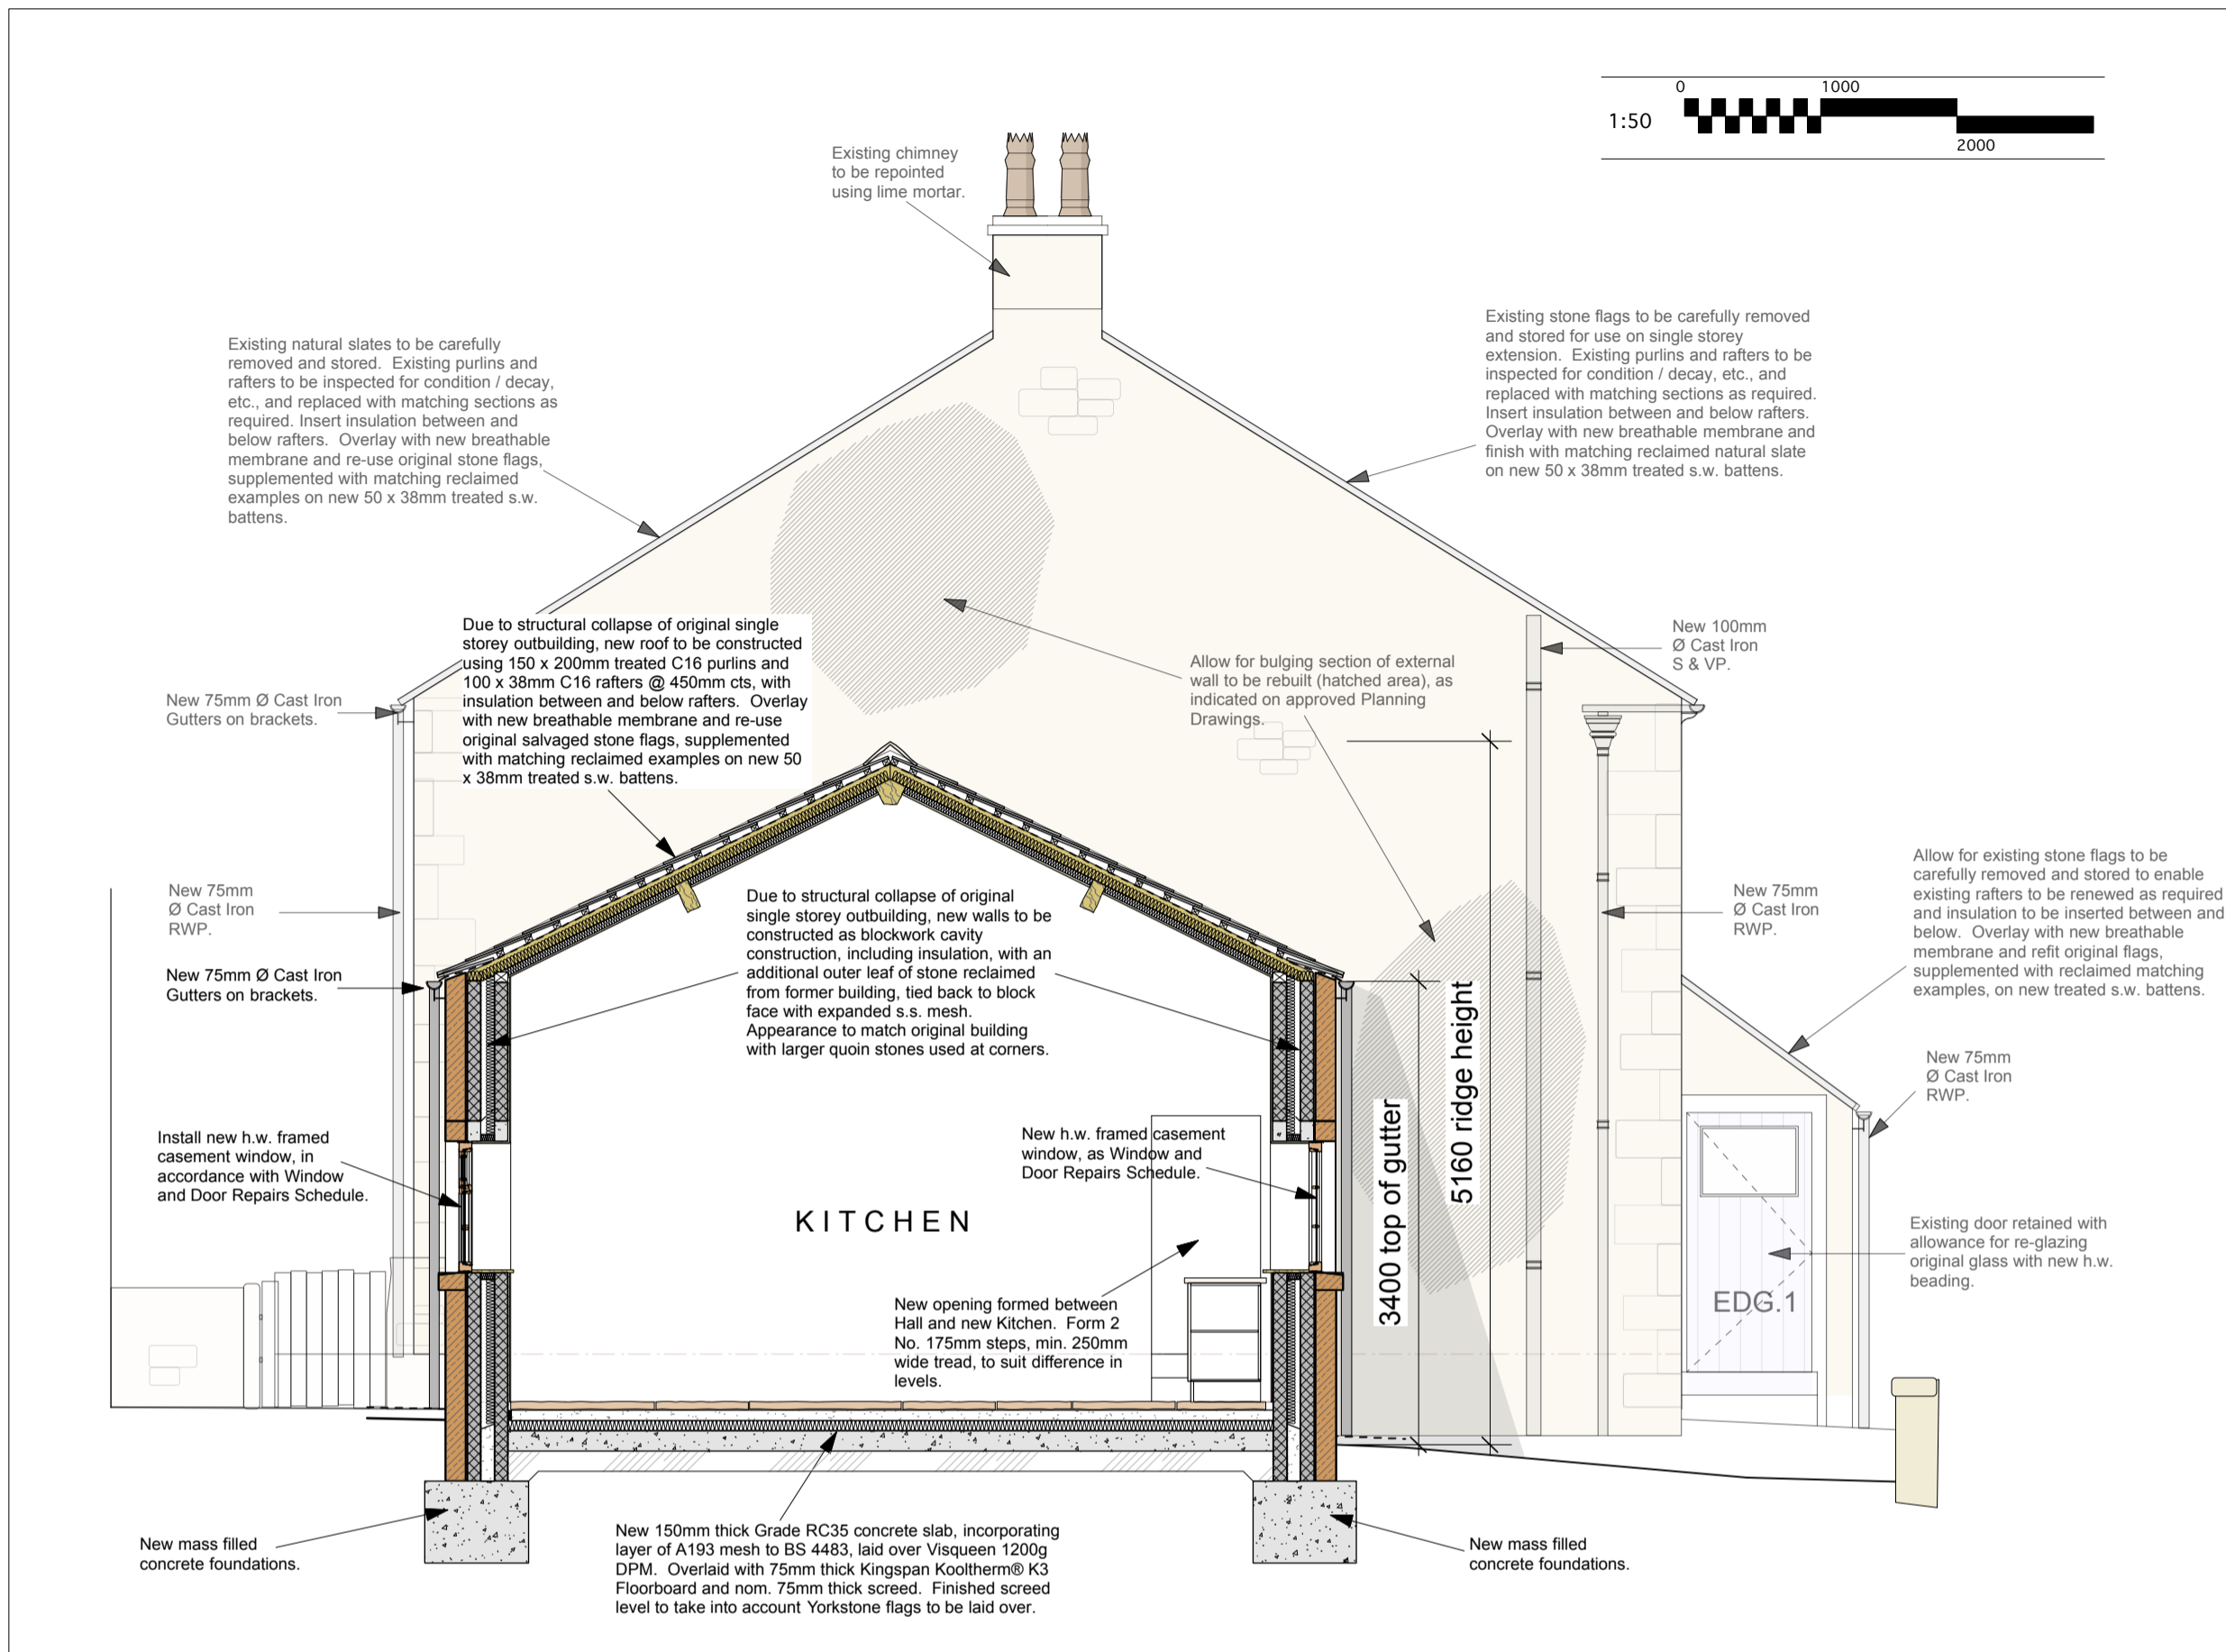 0
1000
1:50
2000
Existing chimney
to be repointed
using lime mortar.
Existing natural slates to be carefully
removed and stored.  Existing purlins and
rafters to be inspected for condition / decay,
etc., and replaced with matching sections as
required. Insert insulation between and
below rafters.  Overlay with new breathable
membrane and re-use original stone flags,
supplemented with matching reclaimed
examples on new 50 x 38mm treated s.w.
battens.
Existing stone flags to be carefully removed
and stored for use on single storey
extension.  Existing purlins and rafters to be
inspected for condition / decay, etc., and
replaced with matching sections as required.
Insert insulation between and below rafters.
Overlay with new breathable membrane and
finish with matching reclaimed natural slate
on new 50 x 38mm treated s.w. battens.
Due to structural collapse of original single
storey outbuilding, new roof to be constructed
using 150 x 200mm treated C16 purlins and
100 x 38mm C16 rafters @ 450mm cts, with
insulation between and below rafters.  Overlay
with new breathable membrane and re-use
original salvaged stone flags, supplemented
with matching reclaimed examples on new 50
x 38mm treated s.w. battens.
Allow for bulging section of external
wall to be rebuilt (hatched area), as
indicated on approved Planning
Drawings.
New 100mm
Ø Cast Iron
S & VP.
New 75mm Ø Cast Iron
Gutters on brackets.
New 75mm
Ø Cast Iron
RWP.
New 75mm Ø Cast Iron
Gutters on brackets.
Due to structural collapse of original
single storey outbuilding, new walls to be
constructed as blockwork cavity
construction, including insulation, with an
additional outer leaf of stone reclaimed
from former building, tied back to block
face with expanded s.s. mesh.
Appearance to match original building
with larger quoin stones used at corners.
New 75mm
Ø Cast Iron
RWP.
Allow for existing stone flags to be
carefully removed and stored to enable
existing rafters to be renewed as required
and insulation to be inserted between and
below.  Overlay with new breathable
membrane and refit original flags,
supplemented with reclaimed matching
examples, on new treated s.w. battens.
New 75mm
Ø Cast Iron
RWP.
Install new h.w. framed
casement window, in
accordance with Window
and Door Repairs Schedule.
New h.w. framed casement
window, as Window and
Door Repairs Schedule.
3400 top of gutter
5160 ridge height
KITCHEN
Existing door retained with
allowance for re-glazing
original glass with new h.w.
beading.
EDG.1
New opening formed between
Hall and new Kitchen.  Form 2
No. 175mm steps, min. 250mm
wide tread, to suit difference in
levels.
New mass filled
concrete foundations.
New 150mm thick Grade RC35 concrete slab, incorporating
layer of A193 mesh to BS 4483, laid over Visqueen 1200g
DPM.  Overlaid with 75mm thick Kingspan Kooltherm® K3
Floorboard and nom. 75mm thick screed.  Finished screed
level to take into account Yorkstone flags to be laid over.
New mass filled
concrete foundations.